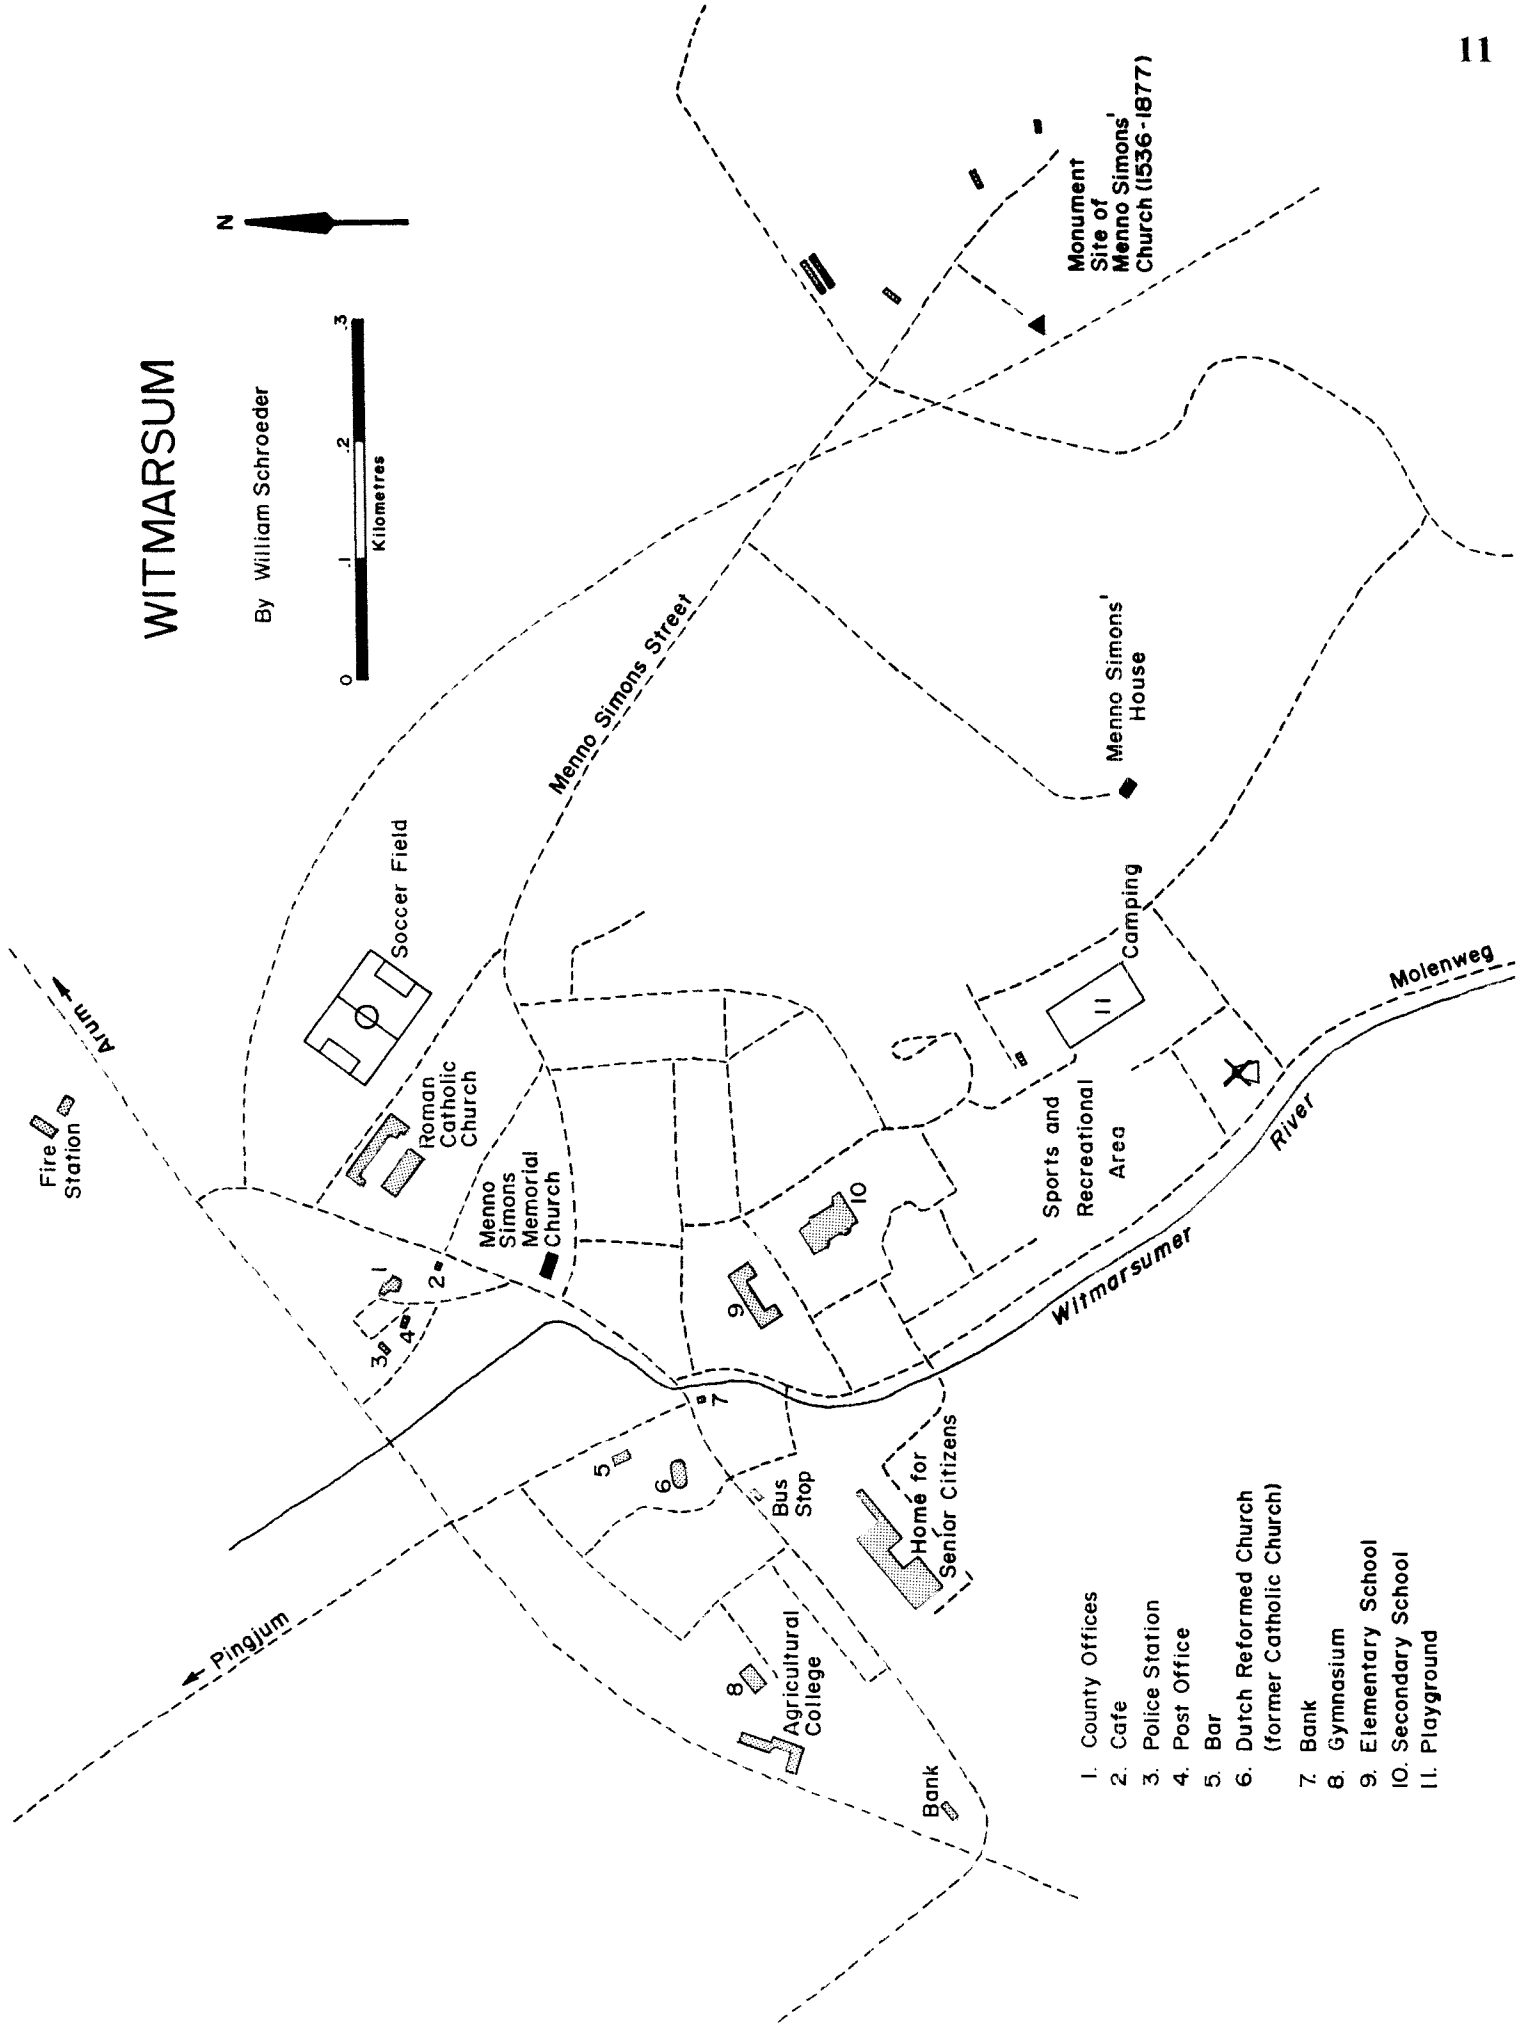 11
WITMARSUM
By William Schroeder
N
0 .1 .2 .3
Kilometres
Arum
Fire
Station
Pingjum
Soccer Field
Roman
Catholic
Church
Menno
Simons
Memorial
Church
Menno Simons Street
Monument
Site of
Menno Simons'
Church (1536-1877)
Menno Simons'
House
1
2
3
4
5
6
7
8
9
10
11
Bus
Stop
Agricultural
College
Bank
Home for
Senior Citizens
Sports and
Recreational
Area
Camping
Witmarsumer
River
Molenweg
1. County Offices
2. Cafe
3. Police Station
4. Post Office
5. Bar
6. Dutch Reformed Church
(former Catholic Church)
7. Bank
8. Gymnasium
9. Elementary School
10. Secondary School
11. Playground